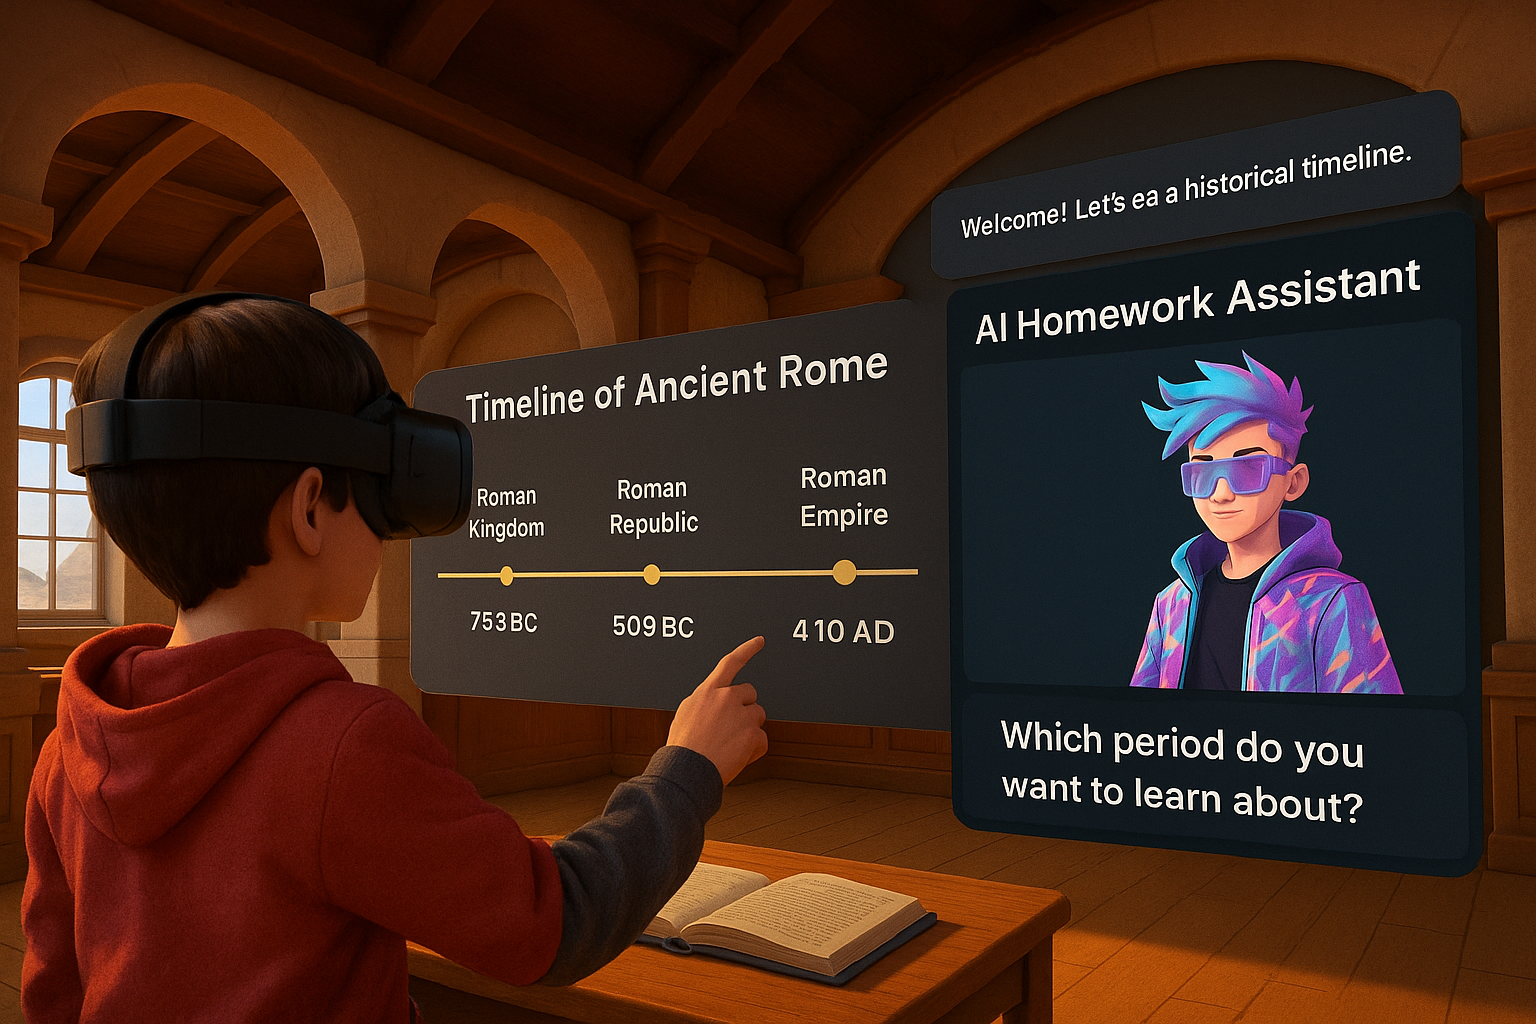 Welcome! Let's ea a historical timeline.
AI Homework Assistant
Timeline of Ancient Rome
Roman
Kingdom
Roman
Republic
Roman
Empire
753 BC
509 BC
410 AD
Which period do you
want to learn about?